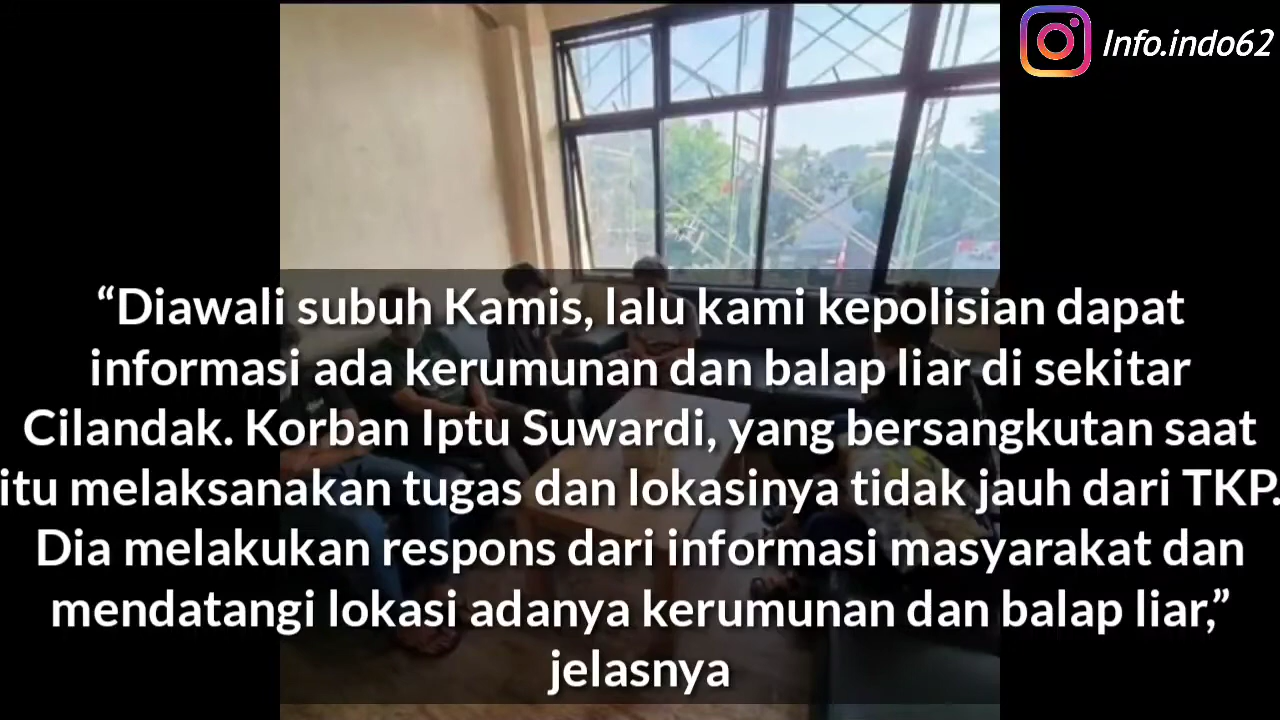 Info.indo62
“Diawali subuh Kamis, lalu kami kepolisian dapat
informasi ada kerumunan dan balap liar di sekitar
Cilandak. Korban Iptu Suwardi, yang bersangkutan saat
itu melaksanakan tugas dan lokasinya tidak jauh dari TKP.
Dia melakukan respons dari informasi masyarakat dan
mendatangi lokasi adanya kerumunan dan balap liar,”
jelasnya